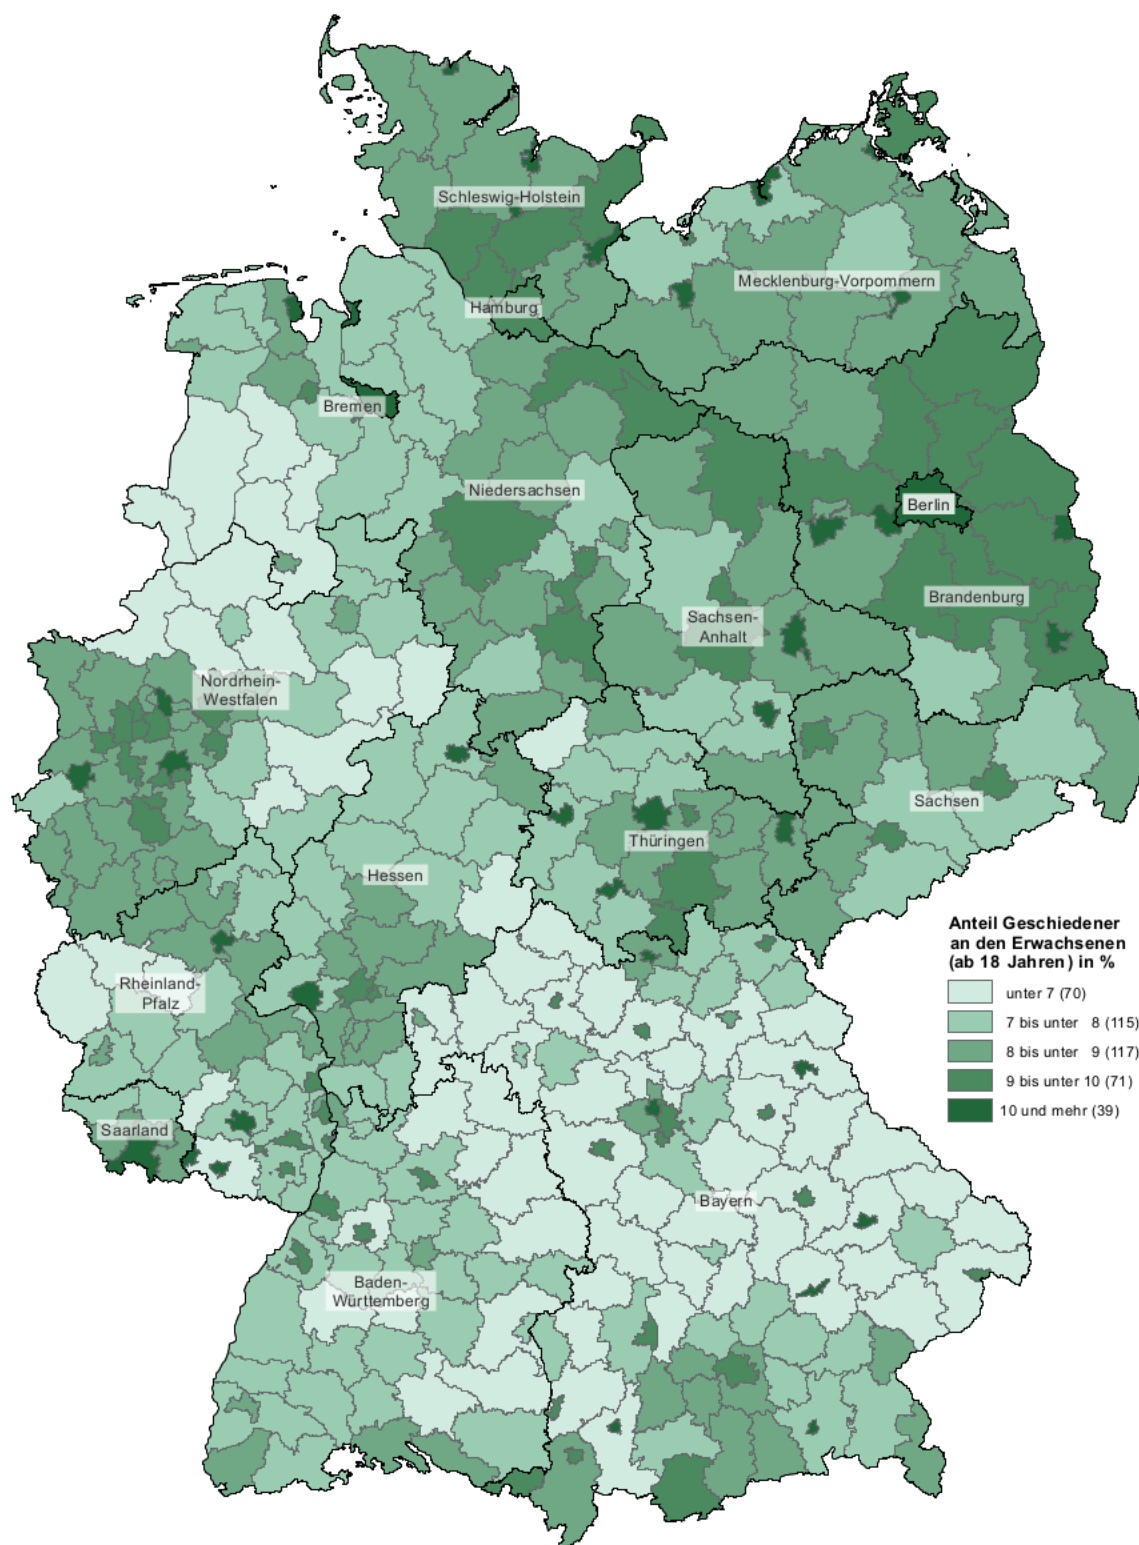 Schleswig-Holstein
Mecklenburg-Vorpommern
Hamburg
Bremen
Niedersachsen
Berlin
Brandenburg
Sachsen-
Anhalt
Nordrhein-
Westfalen
Sachsen
Thüringen
Hessen
Rheinland-
Pfalz
Saarland
Bayern
Baden-
Württemberg
Anteil Geschiedener
an den Erwachsenen
(ab 18 Jahren) in %
unter 7 (70)
7 bis unter 8 (115)
8 bis unter 9 (117)
9 bis unter 10 (71)
10 und mehr (39)